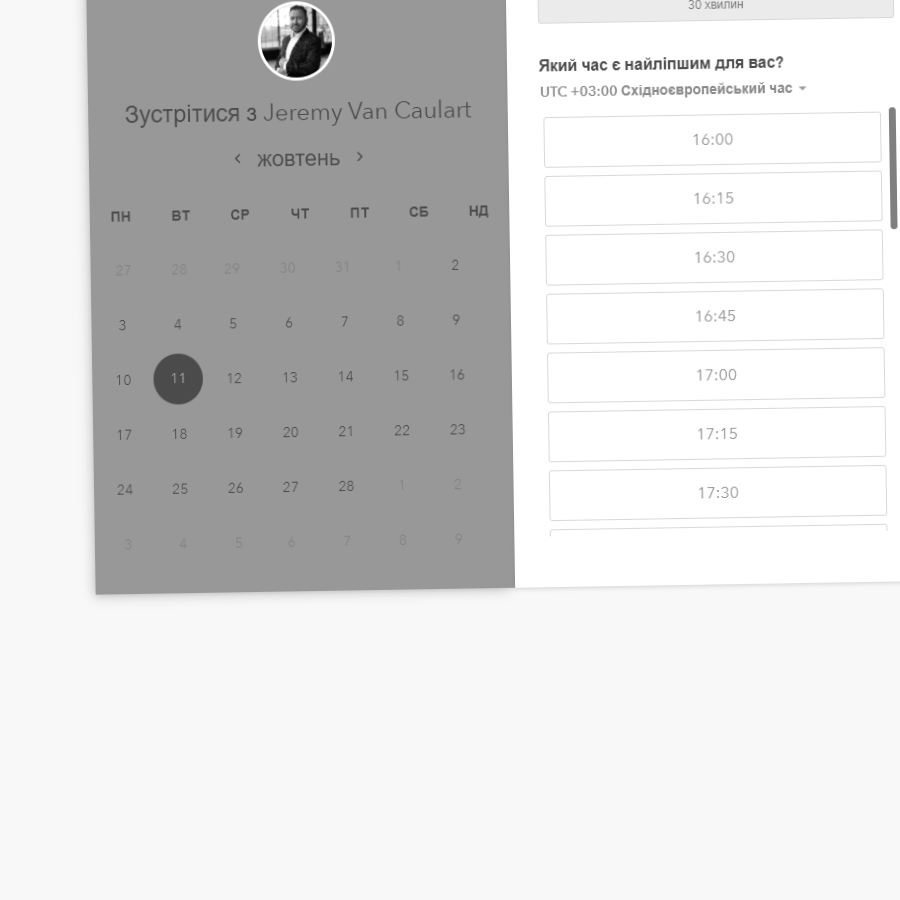 Зустрітися з Jeremy Van Caulart
жовтень
ПН ВТ СР ЧТ ПТ СБ НД
27 28 29 30 31 1 2
3 4 5 6 7 8 9
10 11 12 13 14 15 16
17 18 19 20 21 22 23
24 25 26 27 28 1 2
3 4 5 6 7 8 9
30 хвилин
Який час є найліпшим для вас?
UTC +03:00 Східноєвропейський час
16:00
16:15
16:30
16:45
17:00
17:15
17:30